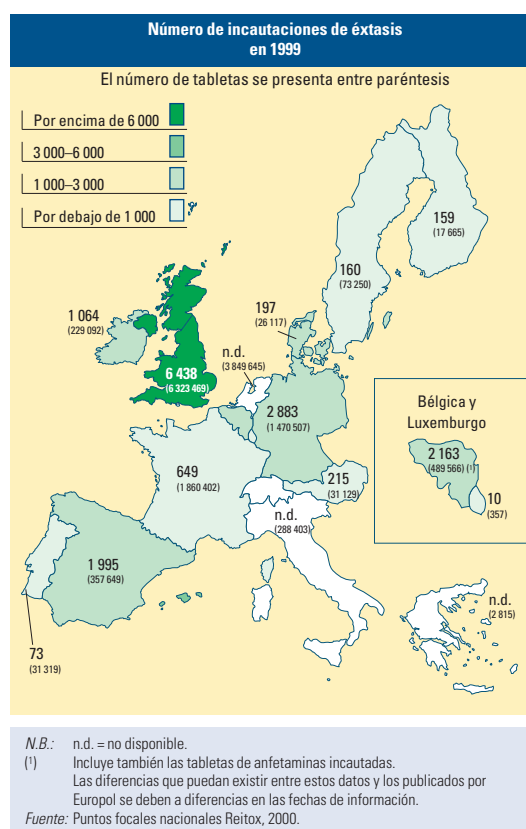 Número de incautaciones de éxtasis
en 1999
El número de tabletas se presenta entre paréntesis
Por encima de 6 000
3 000–6 000
1 000–3 000
Por debajo de 1 000
159
(17 665)
160
(73 250)
1 064
(229 092)
197
(26 117)
n.d.
(3 849 645)
6 438
(6 323 469)
2 883
(1 470 507)
Bélgica y
Luxemburgo
2 163
(489 566) (¹)
10
(357)
649
(1 860 402)
215
(31 129)
n.d.
(288 403)
1 995
(357 649)
n.d.
(2 815)
73
(31 319)
N.B.: n.d. = no disponible.
(¹) Incluye también las tabletas de anfetaminas incautadas.
Las diferencias que puedan existir entre estos datos y los publicados por
Europol se deben a diferencias en las fechas de información.
Fuente: Puntos focales nacionales Reitox, 2000.